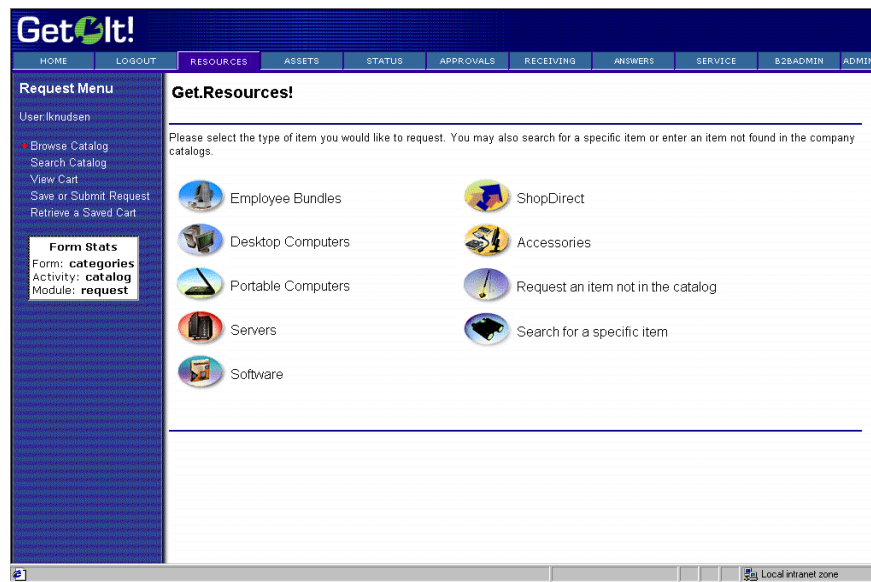 Get It!
HOME LOGOUT RESOURCES ASSETS STATUS APPROVALS RECEIVING ANSWERS SERVICE B2BADMIN ADMIN
Request Menu
User:lknudsen
Browse Catalog
Search Catalog
View Cart
Save or Submit Request
Retrieve a Saved Cart
Form Stats
Form: categories
Activity: catalog
Module: request
Get.Resources!
Please select the type of item you would like to request. You may also search for a specific item or enter an item not found in the company
catalogs.
Employee Bundles
Desktop Computers
Portable Computers
Servers
Software
ShopDirect
Accessories
Request an item not in the catalog
Search for a specific item
Local intranet zone